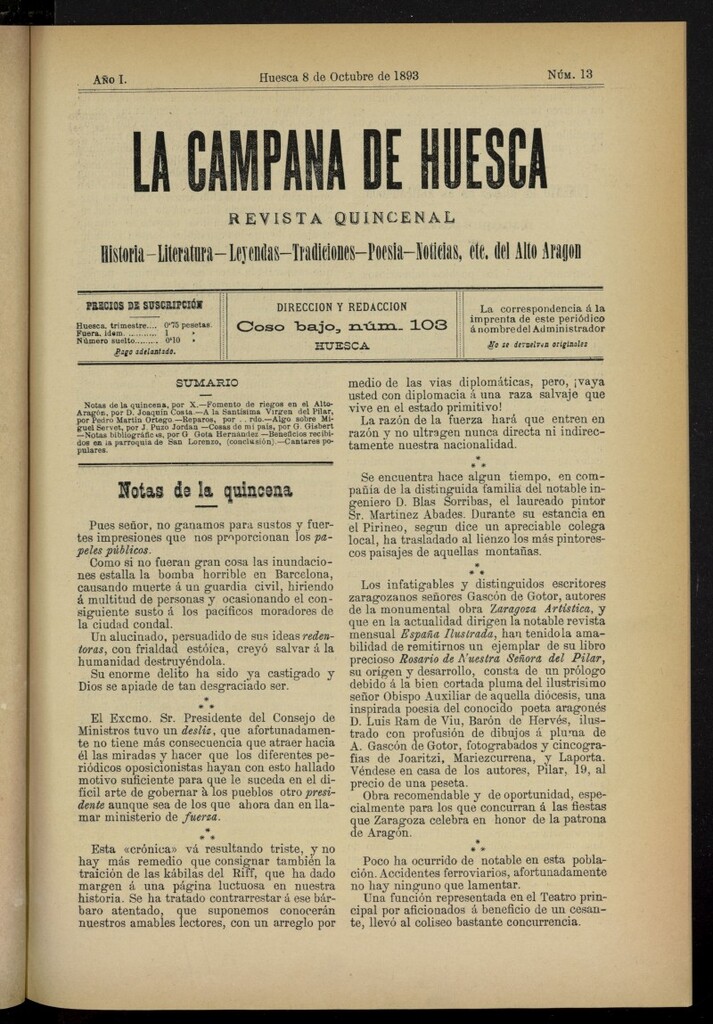 AÑO I.
Huesca 8 de Octubre de 1893
NÚM. 13
LA CAMPANA DE HUESCA
REVISTA QUINCENAL
Historia—Literatura—Leyendas—Tradiciones—Poesia—Noticias, etc. del Alto Aragon
PRECIOS DE SUSCRIPCIÓN
Huesca, trimestre.... 0'75 pesetas.
Fuera, idem.......... 1 »
Número suelto........ 0'10 »
Pago adelantado.
DIRECCION Y REDACCION
Coso bajo, núm. 103
HUESCA
La correspondencia á la
imprenta de este periódico
á nombre del Administrador
No se devuelven originales
SUMARIO
Notas de la quincena, por X.—Fomento de riegos en el Alto-
Aragón, por D. Joaquin Costa.—A la Santísima Virgen del Pilar,
por Pedro Martín Ortego.—Reparos, por . . rdo.—Algo sobre Mi-
guel Servet, por J. Puzo Jordan—Cosas de mi país, por G. Gisbert
—Notas bibliográficas, por G Gota Hernández—Beneficios recibi-
dos en la parroquia de San Lorenzo, (conclusión).—Cantares po-
pulares.
Notas de la quincena
Pues señor, no ganamos para sustos y fuer-
tes impresiones que nos proporcionan los pa-
peles públicos.
Como si no fueran gran cosa las inundacio-
nes estalla la bomba horrible en Barcelona,
causando muerte á un guardia civil, hiriendo
á multitud de personas y ocasionando el con-
siguiente susto á los pacíficos moradores de
la ciudad condal.
Un alucinado, persuadido de sus ideas reden-
toras, con frialdad estóica, creyó salvar á la
humanidad destruyéndola.
Su enorme delito ha sido ya castigado y
Dios se apiade de tan desgraciado ser.
* * *
El Excmo. Sr. Presidente del Consejo de
Ministros tuvo un desliz, que afortunadamen-
te no tiene más consecuencia que atraer hacia
él las miradas y hacer que los diferentes pe-
riódicos oposicionistas hayan con esto hallado
motivo suficiente para que le suceda en el di-
fícil arte de gobernar á los pueblos otro presi-
dente aunque sea de los que ahora dan en lla-
mar ministerio de fuerza.
* * *
Esta «crónica» vá resultando triste, y no
hay más remedio que consignar también la
traición de las kábilas del Riff, que ha dado
margen á una página luctuosa en nuestra
historia. Se ha tratado contrarrestar á ese bár-
baro atentado, que suponemos conocerán
nuestros amables lectores, con un arreglo por
medio de las vias diplomáticas, pero, ¡vaya
usted con diplomacia á una raza salvaje que
vive en el estado primitivo!
La razón de la fuerza hará que entren en
razón y no ultragen nunca directa ni indirec-
tamente nuestra nacionalidad.
* * *
Se encuentra hace algun tiempo, en com-
pañía de la distinguida familia del notable in-
geniero D. Blas Sorribas, el laureado pintor
Sr. Martinez Abades. Durante su estancia en
el Pirineo, segun dice un apreciable colega
local, ha trasladado al lienzo los más pintores-
cos paisajes de aquellas montañas.
* * *
Los infatigables y distinguidos escritores
zaragozanos señores Gascón de Gotor, autores
de la monumental obra Zaragoza Artística, y
que en la actualidad dirigen la notable revista
mensual España Ilustrada, han tenido la ama-
bilidad de remitirnos un ejemplar de su libro
precioso Rosario de Nuestra Señora del Pilar,
su origen y desarrollo, consta de un prólogo
debido á la bien cortada pluma del ilustrísimo
señor Obispo Auxiliar de aquella diócesis, una
inspirada poesia del conocido poeta aragonés
D. Luis Ram de Viu, Barón de Hervés, ilus-
trado con profusión de dibujos á pluma de
A. Gascón de Gotor, fotograbados y cincogra-
fías de Joaritzi, Mariezcurrena, y Laporta.
Véndese en casa de los autores, Pilar, 19, al
precio de una peseta.
Obra recomendable y de oportunidad, espe-
cialmente para los que concurran á las fiestas
que Zaragoza celebra en honor de la patrona
de Aragón.
* * *
Poco ha ocurrido de notable en esta pobla-
ción. Accidentes ferroviarios, afortunadamente
no hay ninguno que lamentar.
Una función representada en el Teatro prin-
cipal por aficionados á beneficio de un cesan-
te, llevó al coliseo bastante concurrencia.